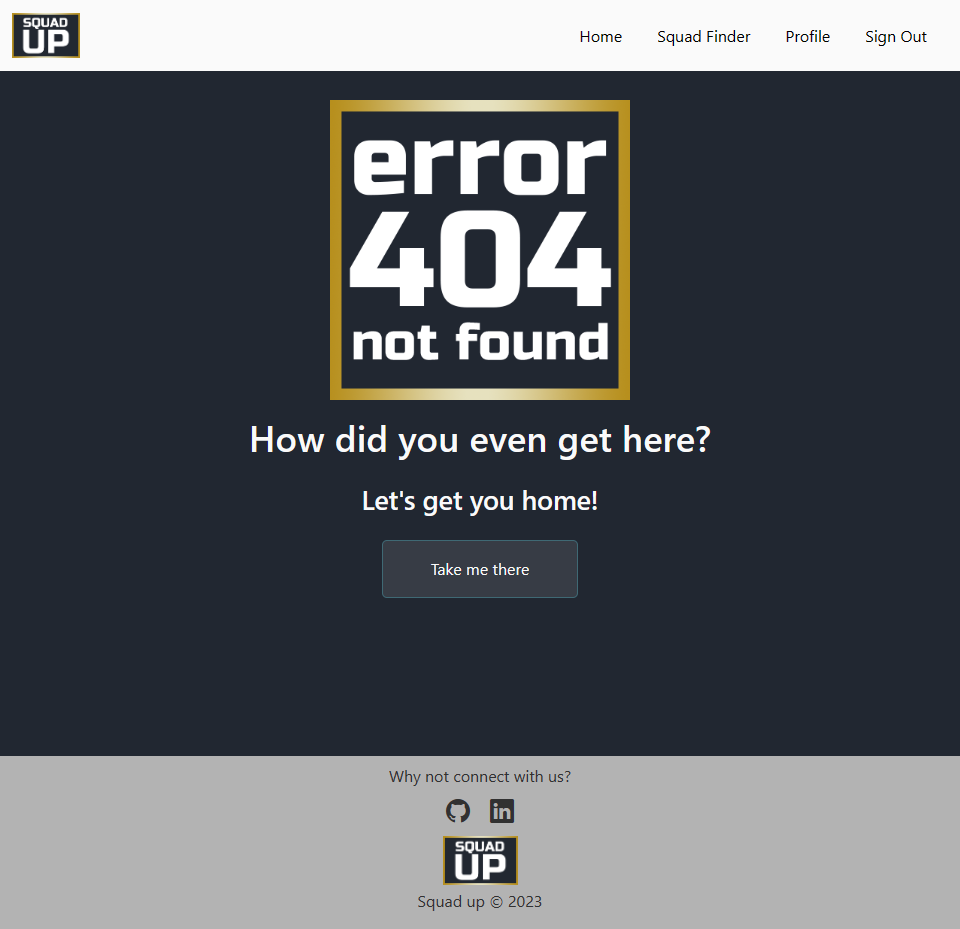 SQUAD
UP
Home Squad Finder Profile Sign Out
error
404
not found
How did you even get here?
Let's get you home!
Take me there
Why not connect with us?
in
SQUAD
UP
Squad up © 2023